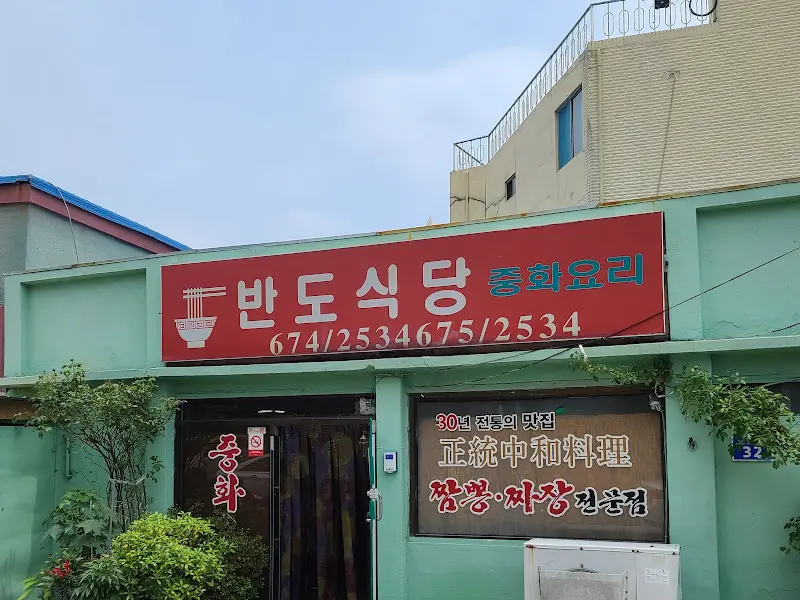 반도식당 중화요리
674/2534675/2534
중화
30년 전통의 맛집
正統中和料理
짬뽕·짜장전문점
32